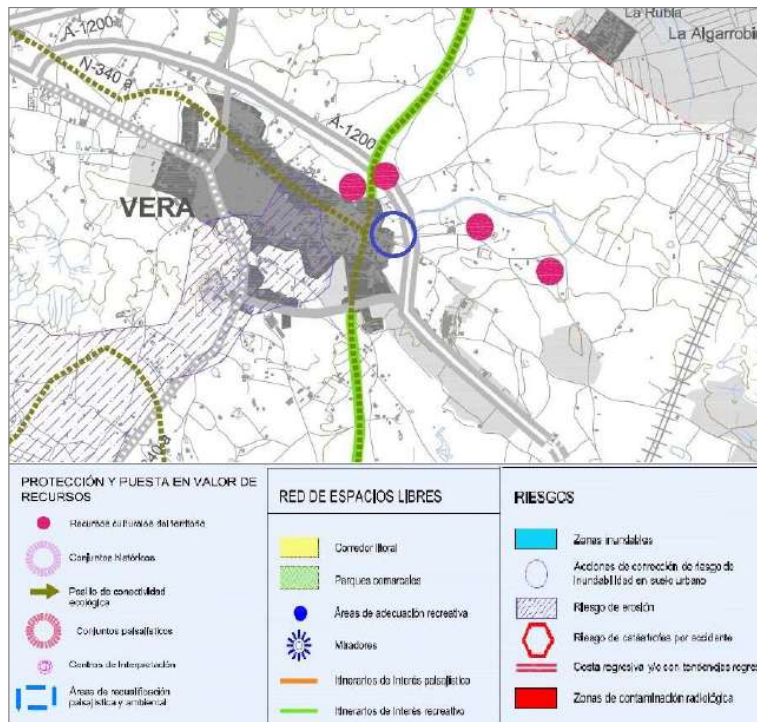 A-1200
N-340 a
A-1200
La Rubia
La Algarrobin
VERA
PROTECCIÓN Y PUESTA EN VALOR DE
RECURSOS
Recursos culturales del territorio
Conjuntos históricos
Pasillo de conectividad
ecológica
Conjuntos paisajísticos
Centros de Interpretación
Áreas de recualificación
paisajística y ambiental
RED DE ESPACIOS LIBRES
Corredor litoral
Parques comarcales
Áreas de adecuación recreativa
Miradores
Itinerarios de Interés paisajístico
Itinerarios de Interés recreativo
RIESGOS
Zonas inundables
Acciones de corrección de riesgo de
inundabilidad en suelo urbano
Riesgo de erosión
Riesgo de catástrofes por accidente
Costa regresiva y/o con tendencias regres
Zonas de contaminación radiológica